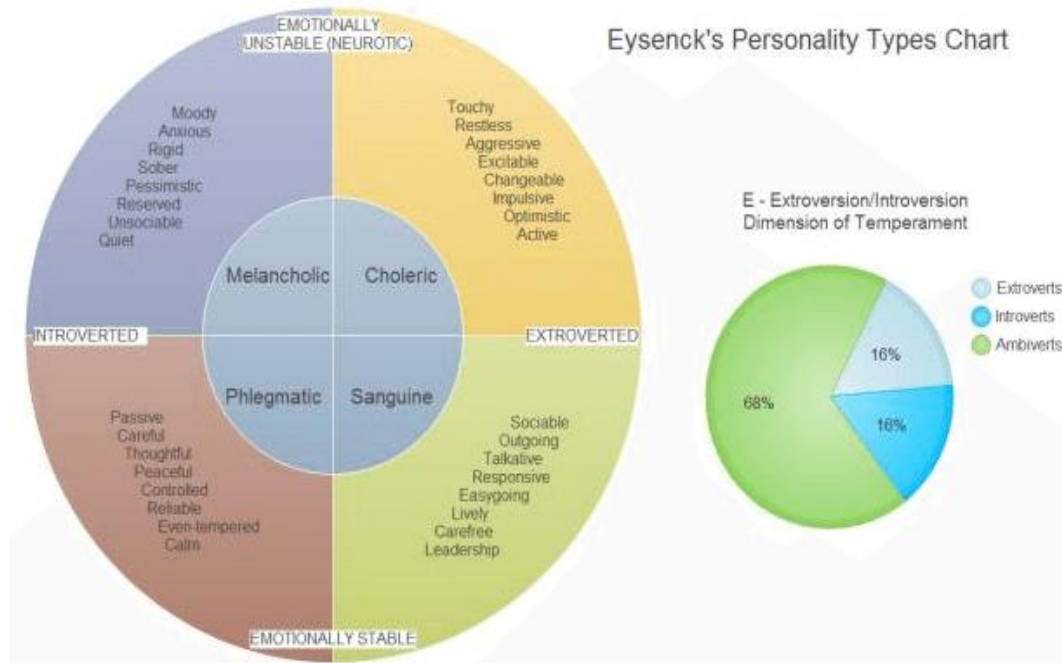 EMOTIONALLY
UNSTABLE (NEUROTIC)
Eysenck's Personality Types Chart
Moody
Anxious
Rigid
Sober
Pessimistic
Reserved
Unsociable
Quiet
Touchy
Restless
Aggressive
Excitable
Changeable
Impulsive
Optimistic
Active
Melancholic
Choleric
INTROVERTED
EXTROVERTED
Phlegmatic
Sanguine
Passive
Careful
Thoughtful
Peaceful
Controlled
Reliable
Even-tempered
Calm
Sociable
Outgoing
Talkative
Responsive
Easygoing
Lively
Carefree
Leadership
EMOTIONALLY STABLE
E - Extroversion/Introversion
Dimension of Temperament
16%
16%
68%
Extroverts
Introverts
Ambiverts